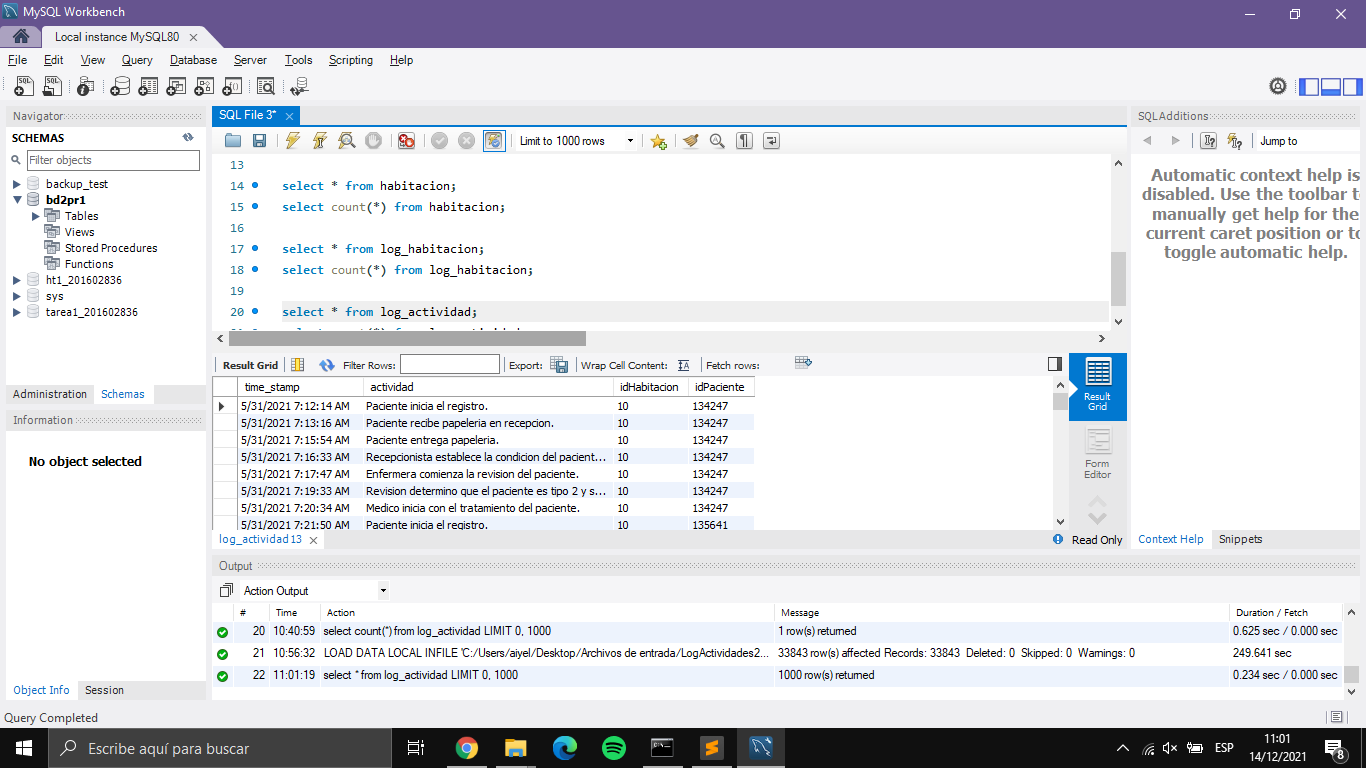 MySQL Workbench
Local instance MySQL80
File Edit View Query Database Server Tools Scripting Help
Navigator
SCHEMAS
Filter objects
backup_test
bd2pr1
Tables
Views
Stored Procedures
Functions
ht1_201602836
sys
tarea1_201602836
Administration Schemas
Information
No object selected
Object Info Session
SQL File 3*
Limit to 1000 rows
13
14 select * from habitacion;
15 select count(*) from habitacion;
16
17 select * from log_habitacion;
18 select count(*) from log_habitacion;
19
20 select * from log_actividad;
Result Grid Filter Rows: Export: Wrap Cell Content: Fetch rows:
time_stamp actividad idHabitacion idPaciente
5/31/2021 7:12:14 AM Paciente inicia el registro. 10 134247
5/31/2021 7:13:16 AM Paciente recibe papeleria en recepcion. 10 134247
5/31/2021 7:15:54 AM Paciente entrega papeleria. 10 134247
5/31/2021 7:16:33 AM Recepcionista establece la condicion del pacient... 10 134247
5/31/2021 7:17:47 AM Enfermera comienza la revision del paciente. 10 134247
5/31/2021 7:19:33 AM Revision determino que el paciente es tipo 2 y s... 10 134247
5/31/2021 7:20:34 AM Medico inicia con el tratamiento del paciente. 10 134247
5/31/2021 7:21:50 AM Paciente inicia el registro. 10 135641
Result
Grid
Form
Editor
log_actividad 13
Read Only
SQLAdditions
Jump to
Automatic context help is
disabled. Use the toolbar t
manually get help for the
current caret position or to
toggle automatic help.
Context Help Snippets
Output
Action Output
# Time Action Message Duration / Fetch
20 10:40:59 select count(*) from log_actividad LIMIT 0, 1000 1 row(s) returned 0.625 sec / 0.000 sec
21 10:56:32 LOAD DATA LOCAL INFILE 'C:/Users/aiyel/Desktop/Archivos de entrada/LogActividades2... 33843 row(s) affected Records: 33843 Deleted: 0 Skipped: 0 Warnings: 0 249.641 sec
22 11:01:19 select * from log_actividad LIMIT 0, 1000 1000 row(s) returned 0.234 sec / 0.000 sec
Query Completed
Escribe aquí para buscar
ESP
11:01
14/12/2021
8